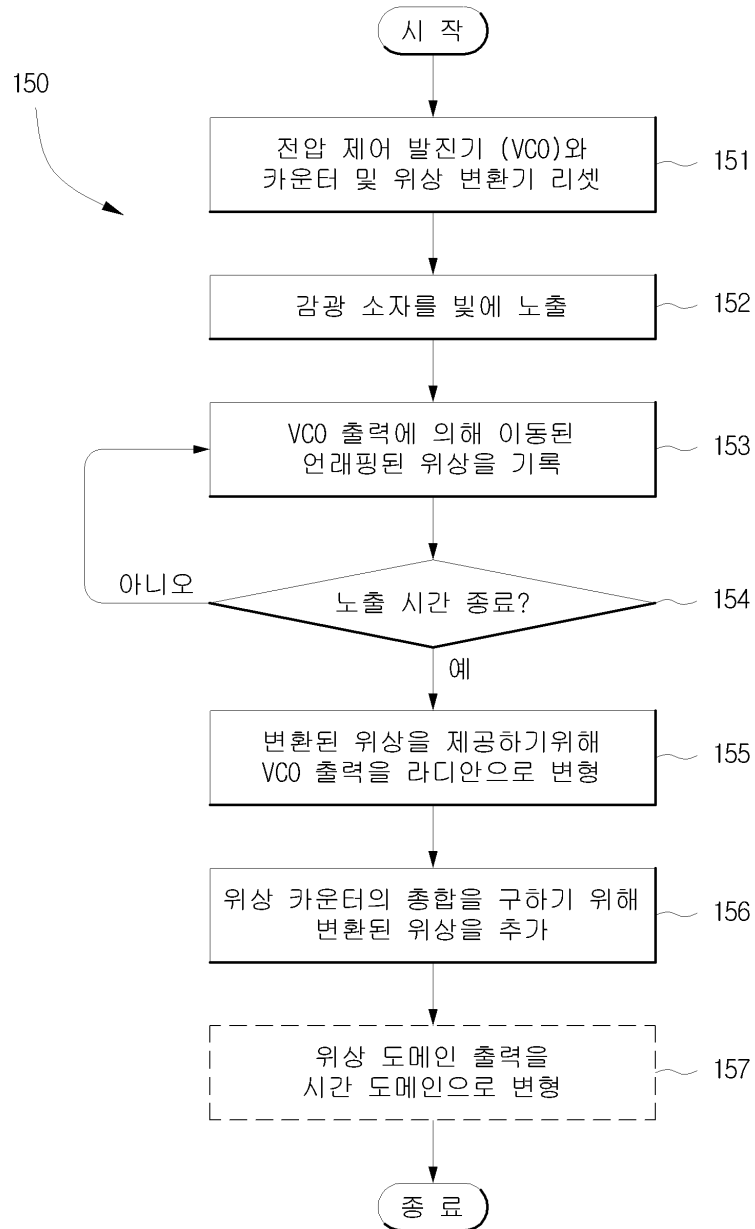 시 작
150
전압 제어 발진기 (VCO)와
카운터 및 위상 변환기 리셋
151
감광 소자를 빛에 노출
152
VCO 출력에 의해 이동된
언래핑된 위상을 기록
153
아니오
노출 시간 종료?
154
예
변환된 위상을 제공하기위해
VCO 출력을 라디안으로 변형
155
위상 카운터의 총합을 구하기 위해
변환된 위상을 추가
156
위상 도메인 출력을
시간 도메인으로 변형
157
종 료